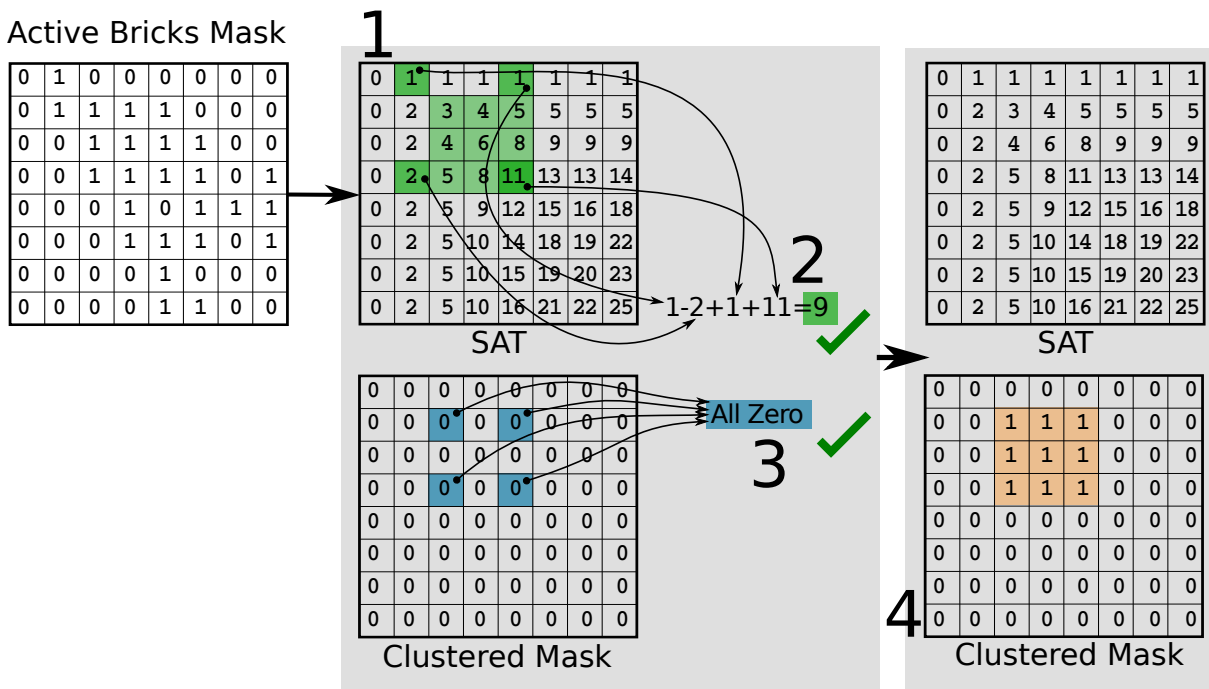 Active Bricks Mask
0 1 0 0 0 0 0 0
0 1 1 1 1 0 0 0
0 0 1 1 1 1 0 0
0 0 1 1 1 1 0 1
0 0 0 1 0 1 1 1
0 0 0 1 1 1 0 1
0 0 0 0 1 0 0 0
0 0 0 0 1 1 0 0
1
0 1 1 1 1 1 1 1
0 2 3 4 5 5 5 5
0 2 4 6 8 9 9 9
0 2 5 8 11 13 13 14
0 2 5 9 12 15 16 18
0 2 5 10 14 18 19 22
0 2 5 10 15 19 20 23
0 2 5 10 16 21 22 25
SAT
2
1-2+1+11=9
0 0 0 0 0 0 0 0
0 0 0 0 0 0 0 0
0 0 0 0 0 0 0 0
0 0 0 0 0 0 0 0
0 0 0 0 0 0 0 0
0 0 0 0 0 0 0 0
0 0 0 0 0 0 0 0
0 0 0 0 0 0 0 0
Clustered Mask
All Zero
3
0 1 1 1 1 1 1 1
0 2 3 4 5 5 5 5
0 2 4 6 8 9 9 9
0 2 5 8 11 13 13 14
0 2 5 9 12 15 16 18
0 2 5 10 14 18 19 22
0 2 5 10 15 19 20 23
0 2 5 10 16 21 22 25
SAT
0 0 0 0 0 0 0 0
0 0 1 1 1 0 0 0
0 0 1 1 1 0 0 0
0 0 1 1 1 0 0 0
0 0 0 0 0 0 0 0
0 0 0 0 0 0 0 0
0 0 0 0 0 0 0 0
0 0 0 0 0 0 0 0
4
Clustered Mask